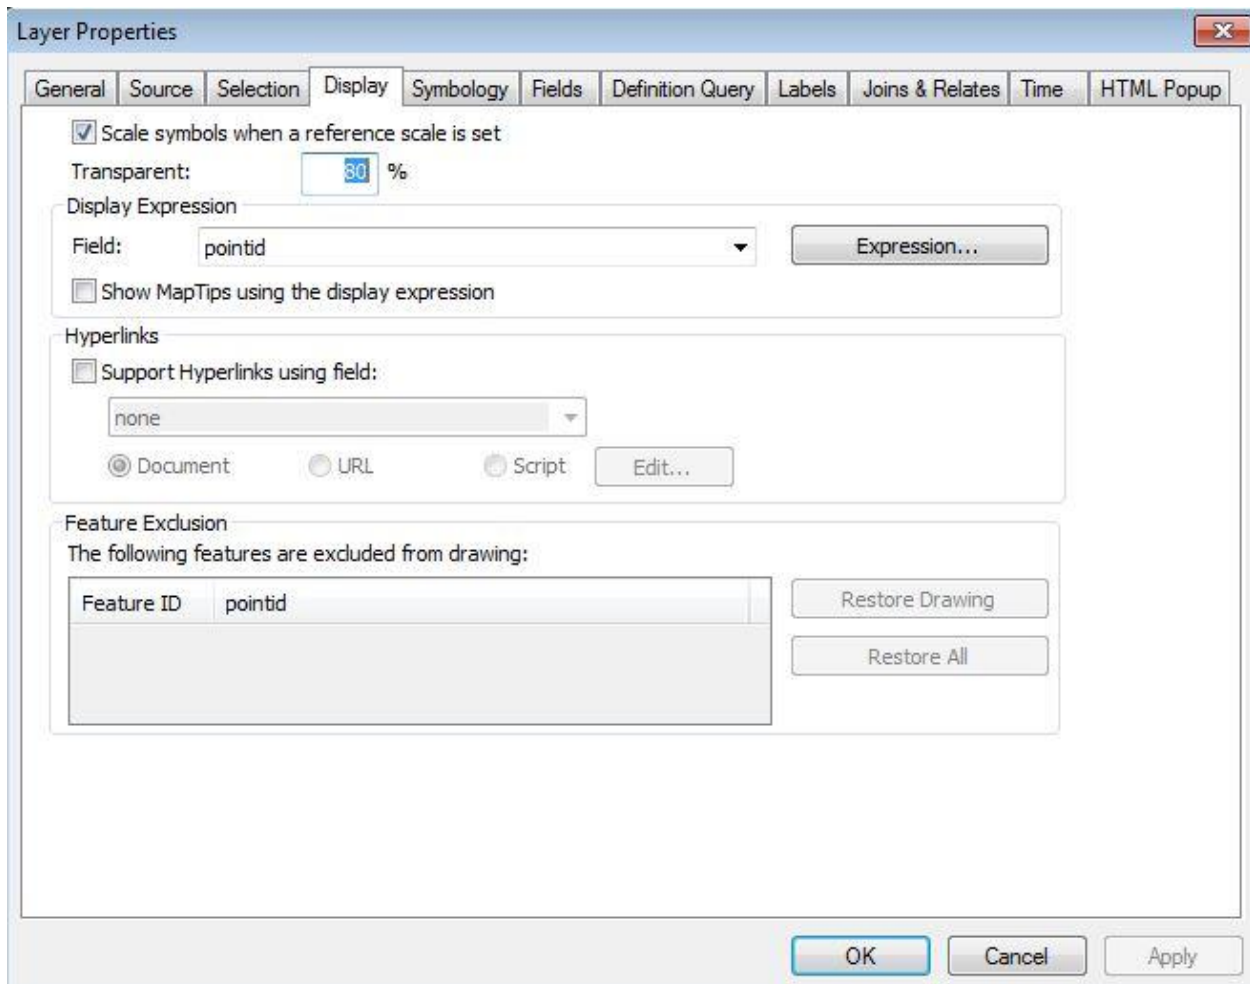 Layer Properties
General Source Selection Display Symbology Fields Definition Query Labels Joins & Relates Time HTML Popup
Scale symbols when a reference scale is set
Transparent: 80 %
Display Expression
Field: pointid Expression...
Show MapTips using the display expression
Hyperlinks
Support Hyperlinks using field:
none
Document URL Script Edit...
Feature Exclusion
The following features are excluded from drawing:
Feature ID pointid Restore Drawing
Restore All
OK Cancel Apply